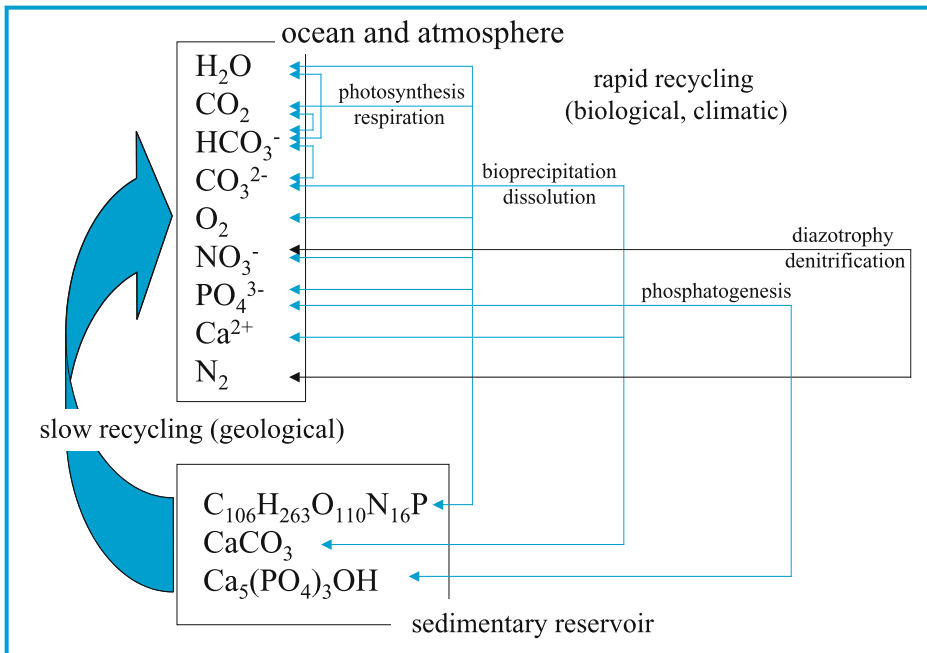 ocean and atmosphere
H₂O
CO₂
HCO₃⁻
CO₃²⁻
O₂
NO₃⁻
PO₄³⁻
Ca²⁺
N₂
photosynthesis
respiration
rapid recycling
(biological, climatic)
bioprecipitation
dissolution
diazotrophy
denitrification
phosphatogenesis
slow recycling (geological)
C₁₀₆H₂₆₃O₁₁₀N₁₆P
CaCO₃
Ca₅(PO₄)₃OH
sedimentary reservoir